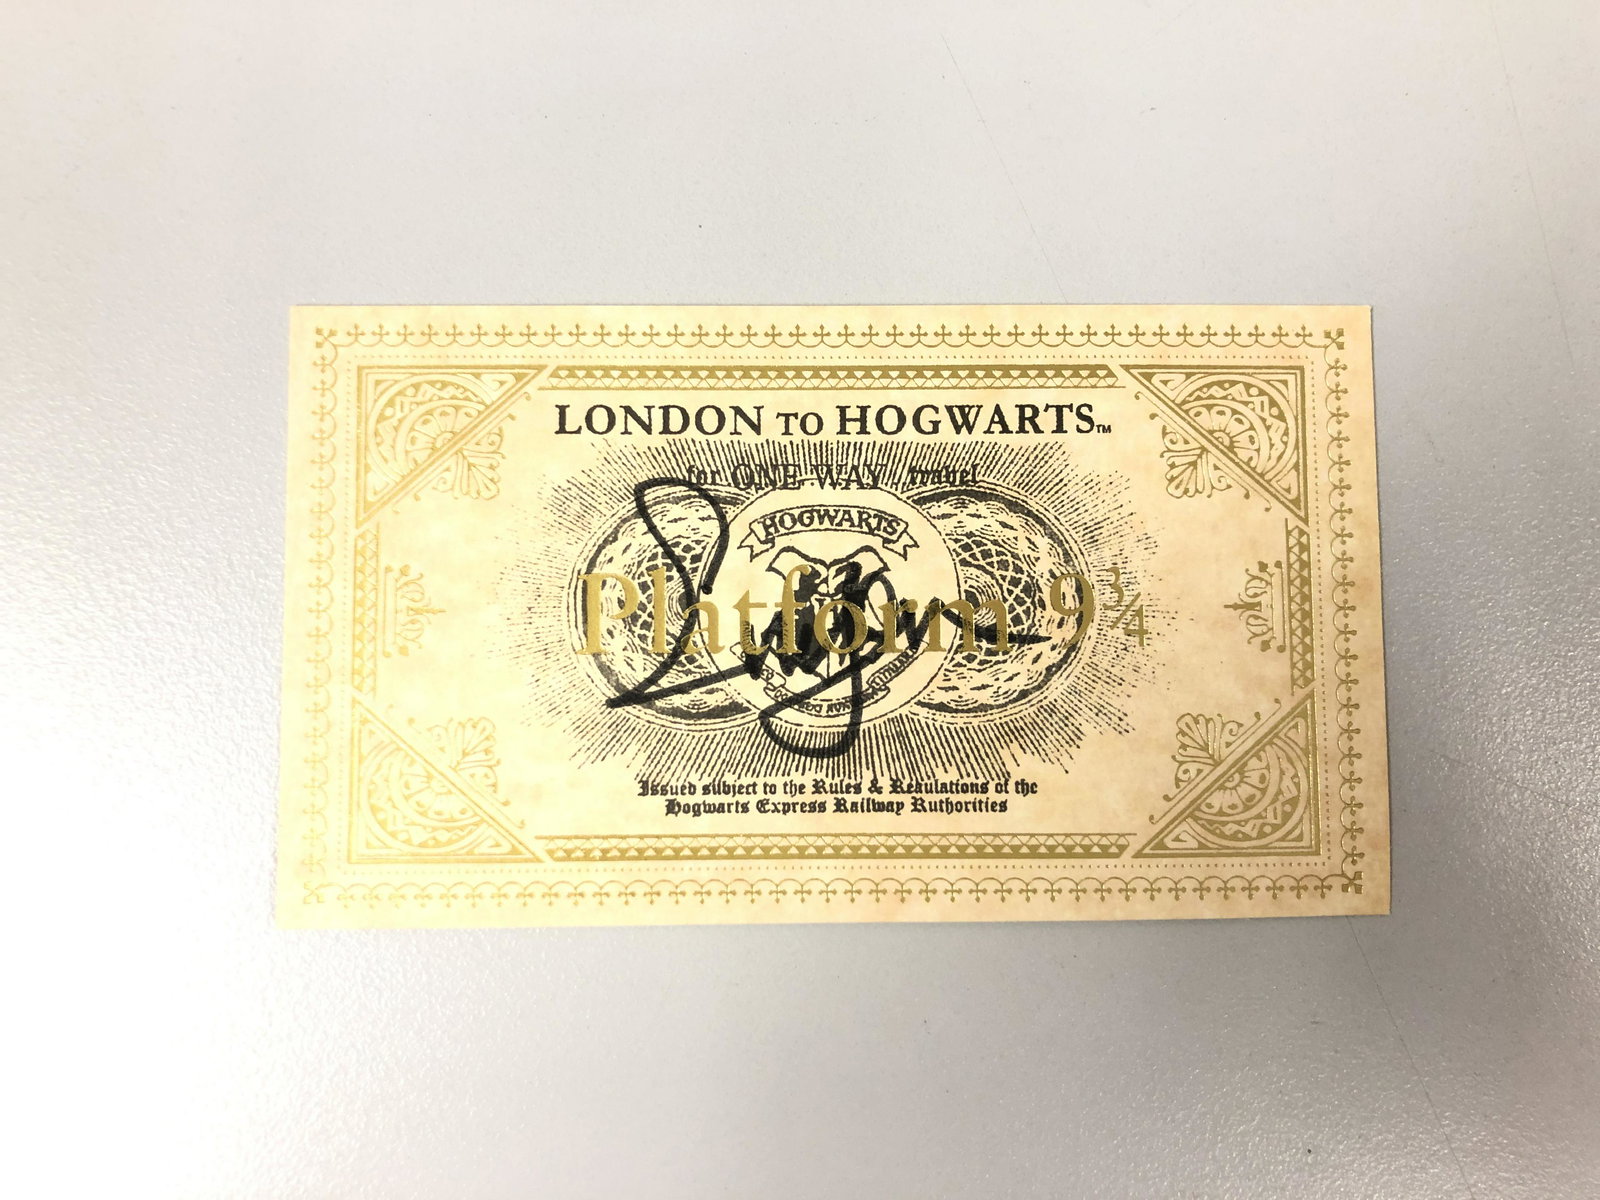 LONDON TO HOGWARTS™
for ONE WAY travel
HOGWARTS
Platform 9¾
Issued subject to the Rules & Regulations of the
Hogwarts Express Railway Authorities